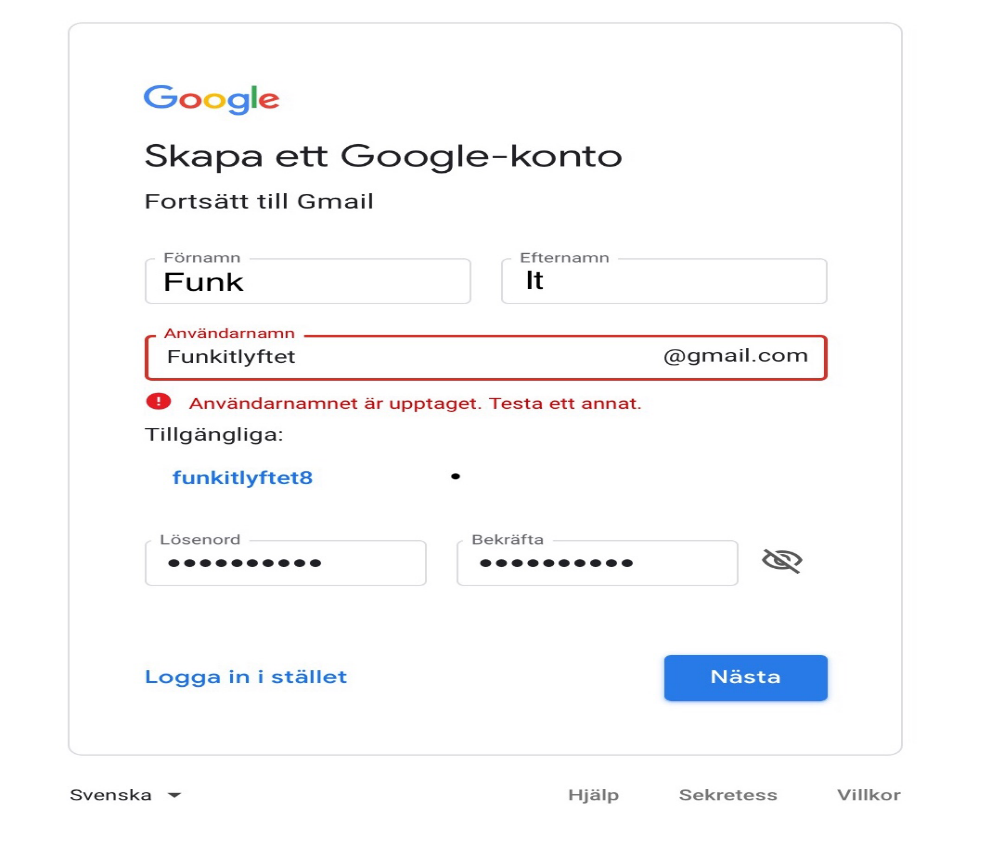 Google
Skapa ett Google-konto
Fortsätt till Gmail
Förnamn Efternamn
Funk It
Användarnamn
Funkitlyftet @gmail.com
Användarnamnet är upptaget. Testa ett annat.
Tillgängliga:
funkitlyftet8
Lösenord Bekräfta
•••••••••• ••••••••••
Logga in i stället Nästa
Svenska Hjälp Sekretess Villkor